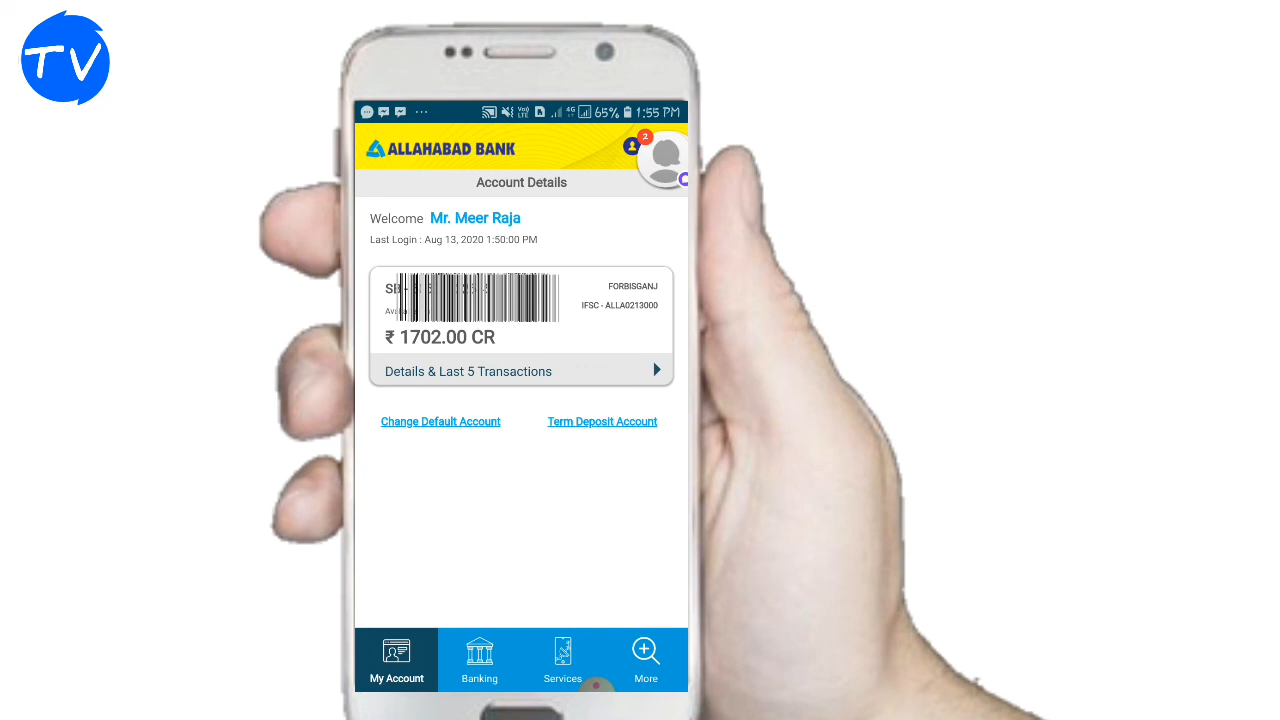 TV
65% 1:55 PM
ALLAHABAD BANK
2
Account Details
Welcome Mr. Meer Raja
Last Login : Aug 13, 2020 1:50:00 PM
SB -
FORBISGANJ
IFSC - ALLA0213000
₹ 1702.00 CR
Details & Last 5 Transactions
Change Default Account Term Deposit Account
My Account Banking Services More